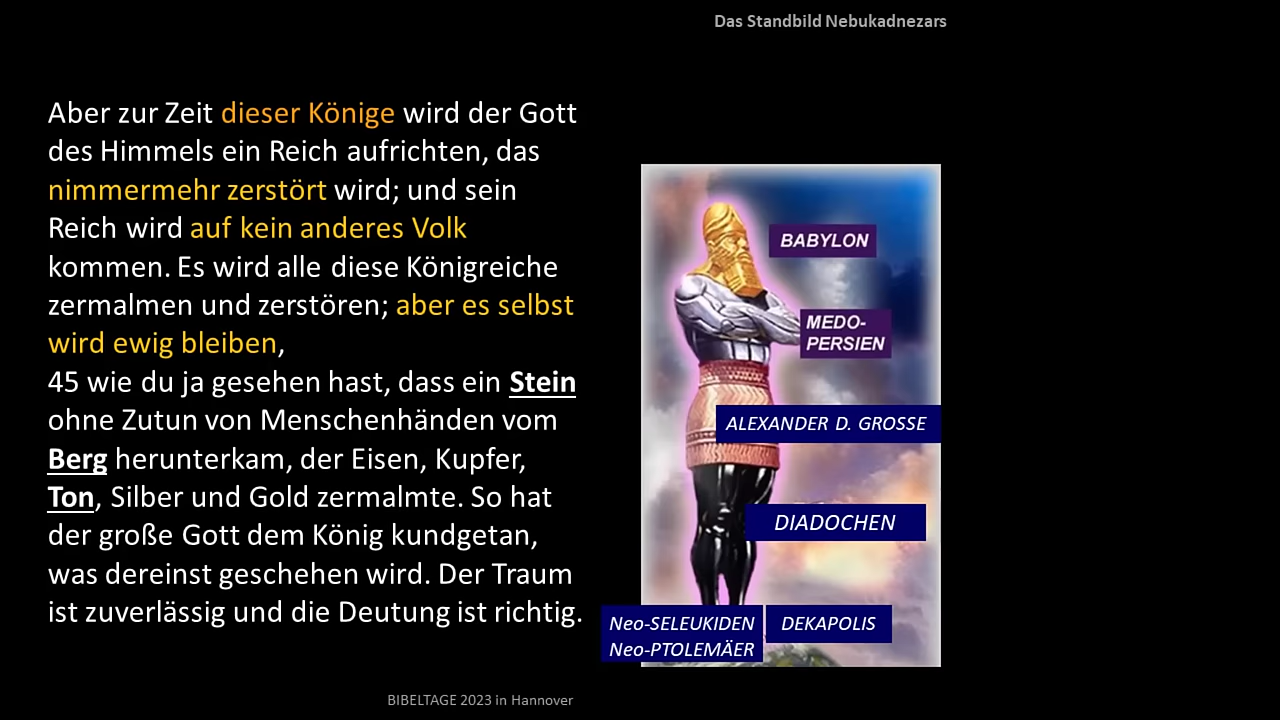 Das Standbild Nebukadnezars
Aber zur Zeit dieser Könige wird der Gott
des Himmels ein Reich aufrichten, das
nimmermehr zerstört wird; und sein
Reich wird auf kein anderes Volk
kommen. Es wird alle diese Königreiche
zermalmen und zerstören; aber es selbst
wird ewig bleiben,
45 wie du ja gesehen hast, dass ein Stein
ohne Zutun von Menschenhänden vom
Berg herunterkam, der Eisen, Kupfer,
Ton, Silber und Gold zermalmte. So hat
der große Gott dem König kundgetan,
was dereinst geschehen wird. Der Traum
ist zuverlässig und die Deutung ist richtig.
BABYLON
MEDO-
PERSIEN
ALEXANDER D. GROSSE
DIADOCHEN
Neo-SELEUKIDEN
Neo-PTOLEMÄER
DEKAPOLIS
BIBELTAGE 2023 in Hannover